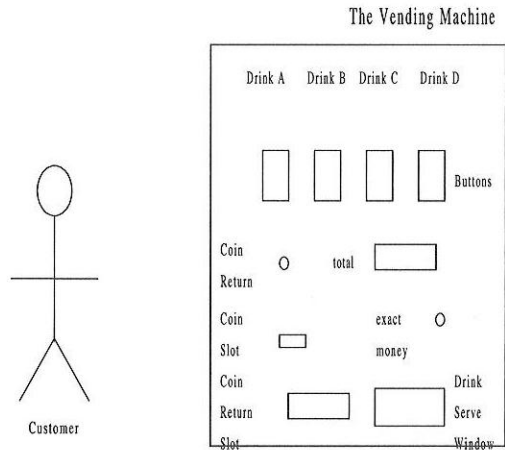 The Vending Machine
Drink A Drink B Drink C Drink D
Buttons
Coin
Return
total
Coin
Slot
exact
money
Coin
Return
Slot
Drink
Serve
Window
Customer